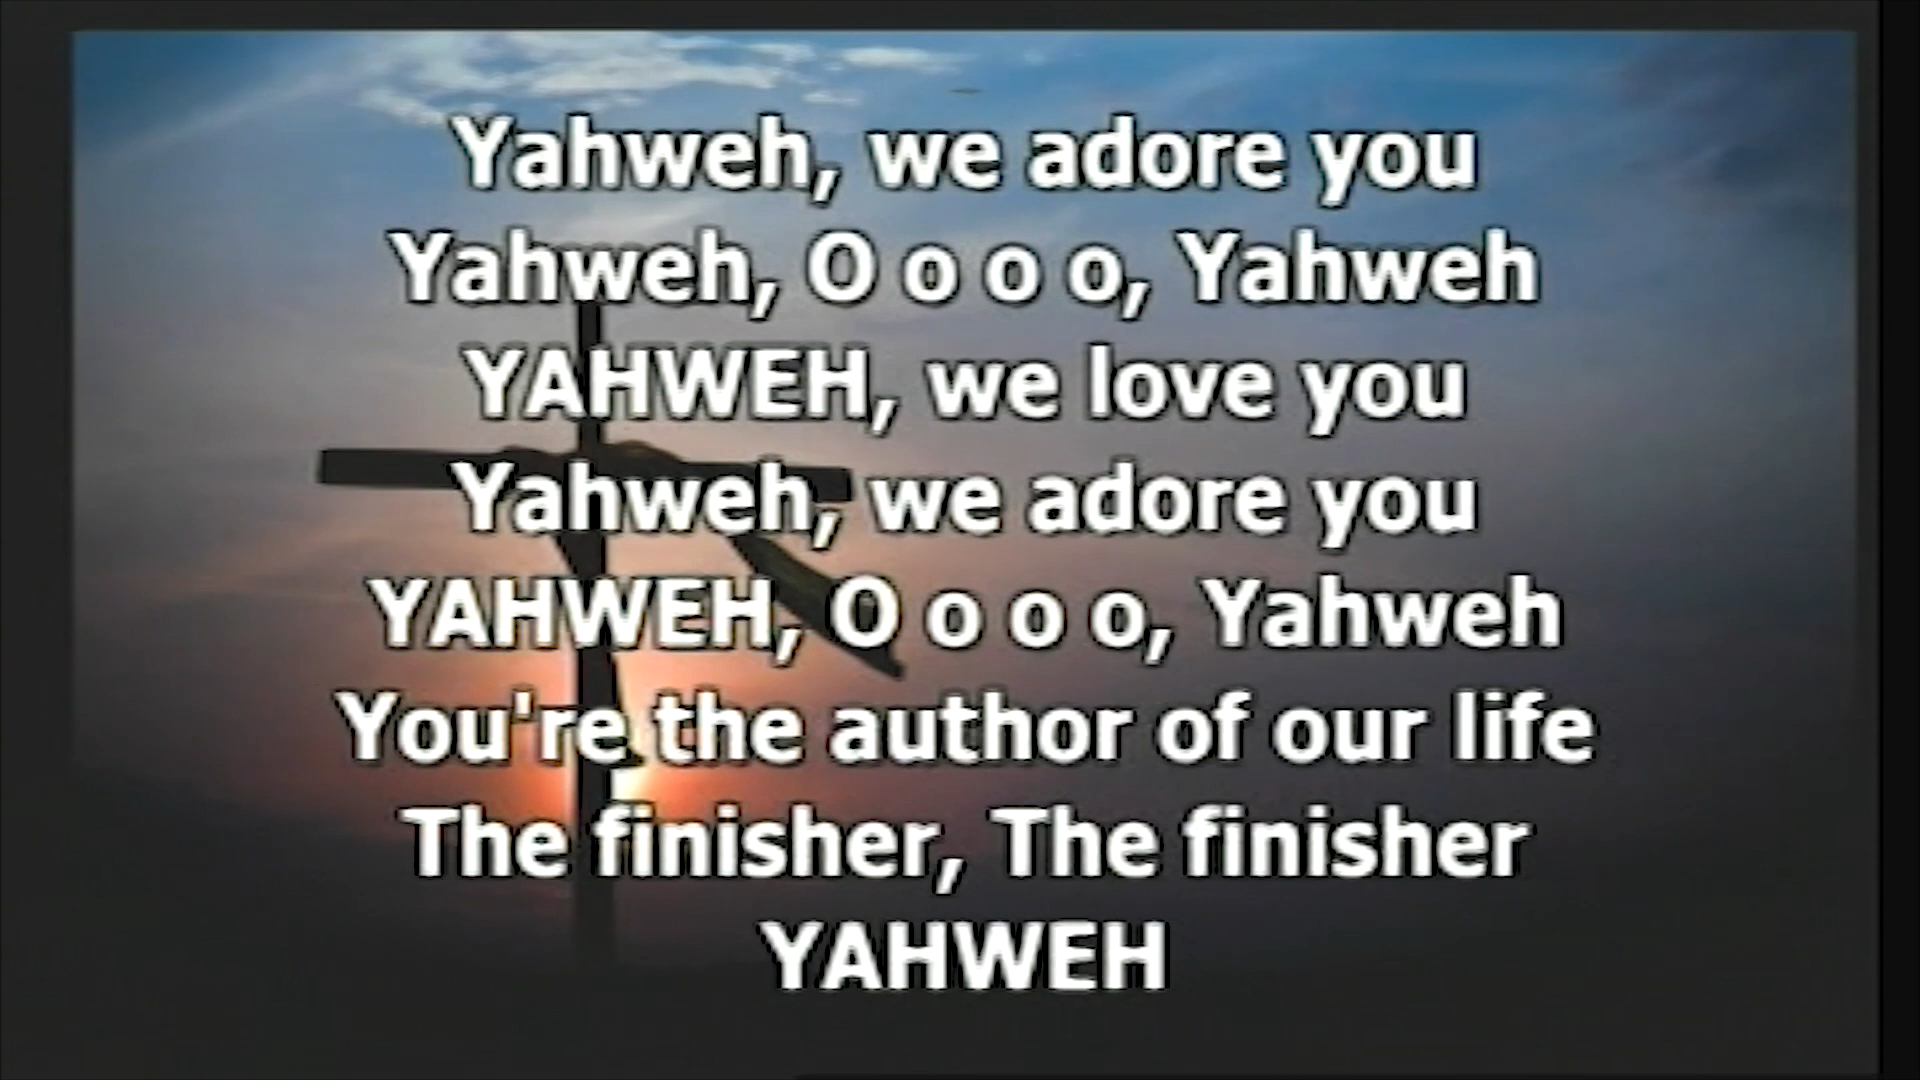 Yahweh, we adore you
Yahweh, O o o o, Yahweh
YAHWEH, we love you
Yahweh, we adore you
YAHWEH, O o o o, Yahweh
You're the author of our life
The finisher, The finisher
YAHWEH